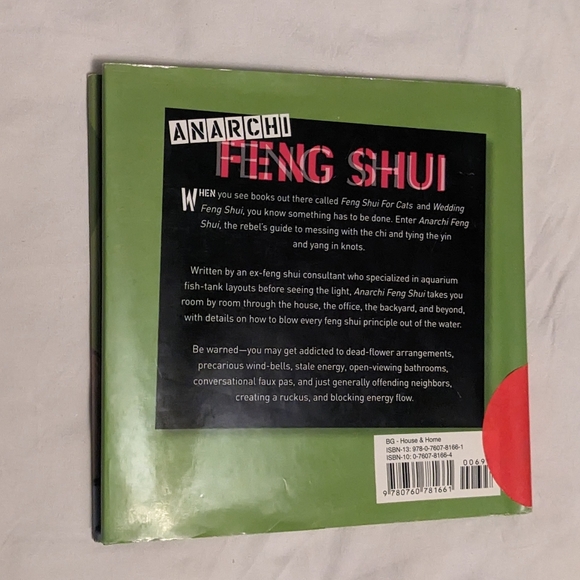 ANARCHI
FENG SHUI
WHEN you see books out there called Feng Shui For Cats and Wedding
Feng Shui, you know something has to be done. Enter Anarchi Feng
Shui, the rebel's guide to messing with the chi and tying the yin
and yang in knots.
Written by an ex-feng shui consultant who specialized in aquarium
fish-tank layouts before seeing the light, Anarchi Feng Shui takes you
room by room through the house, the office, the backyard, and beyond,
with details on how to blow every feng shui principle out of the water.
Be warned—you may get addicted to dead-flower arrangements,
precarious wind-bells, stale energy, open-viewing bathrooms,
conversational faux pas, and just generally offending neighbors,
creating a ruckus, and blocking energy flow.
BG - House & Home
ISBN-13: 978-0-7607-8166-1
ISBN-10: 0-7607-8166-4
0069
9 780760 781661